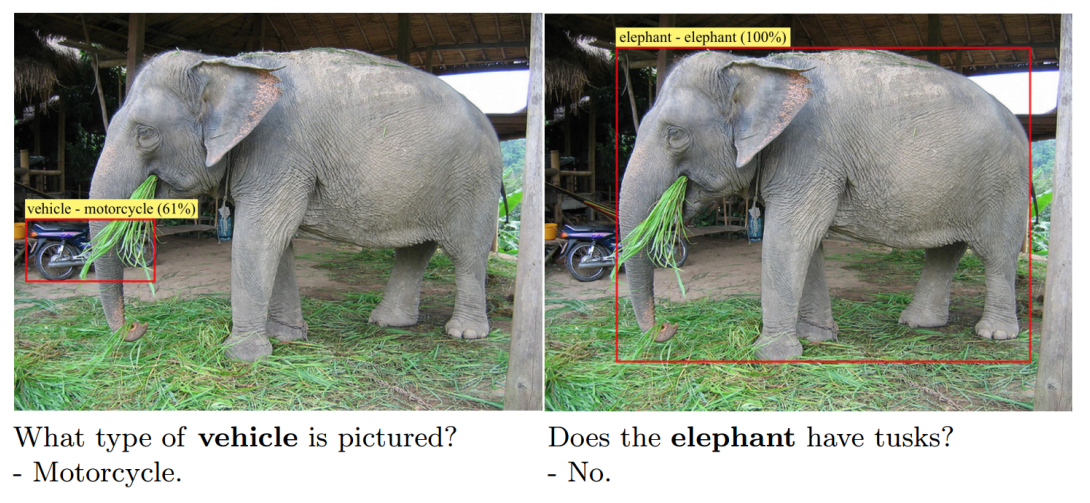 elephant - elephant (100%)
vehicle - motorcycle (61%)
What type of vehicle is pictured?
- Motorcycle.
Does the elephant have tusks?
- No.